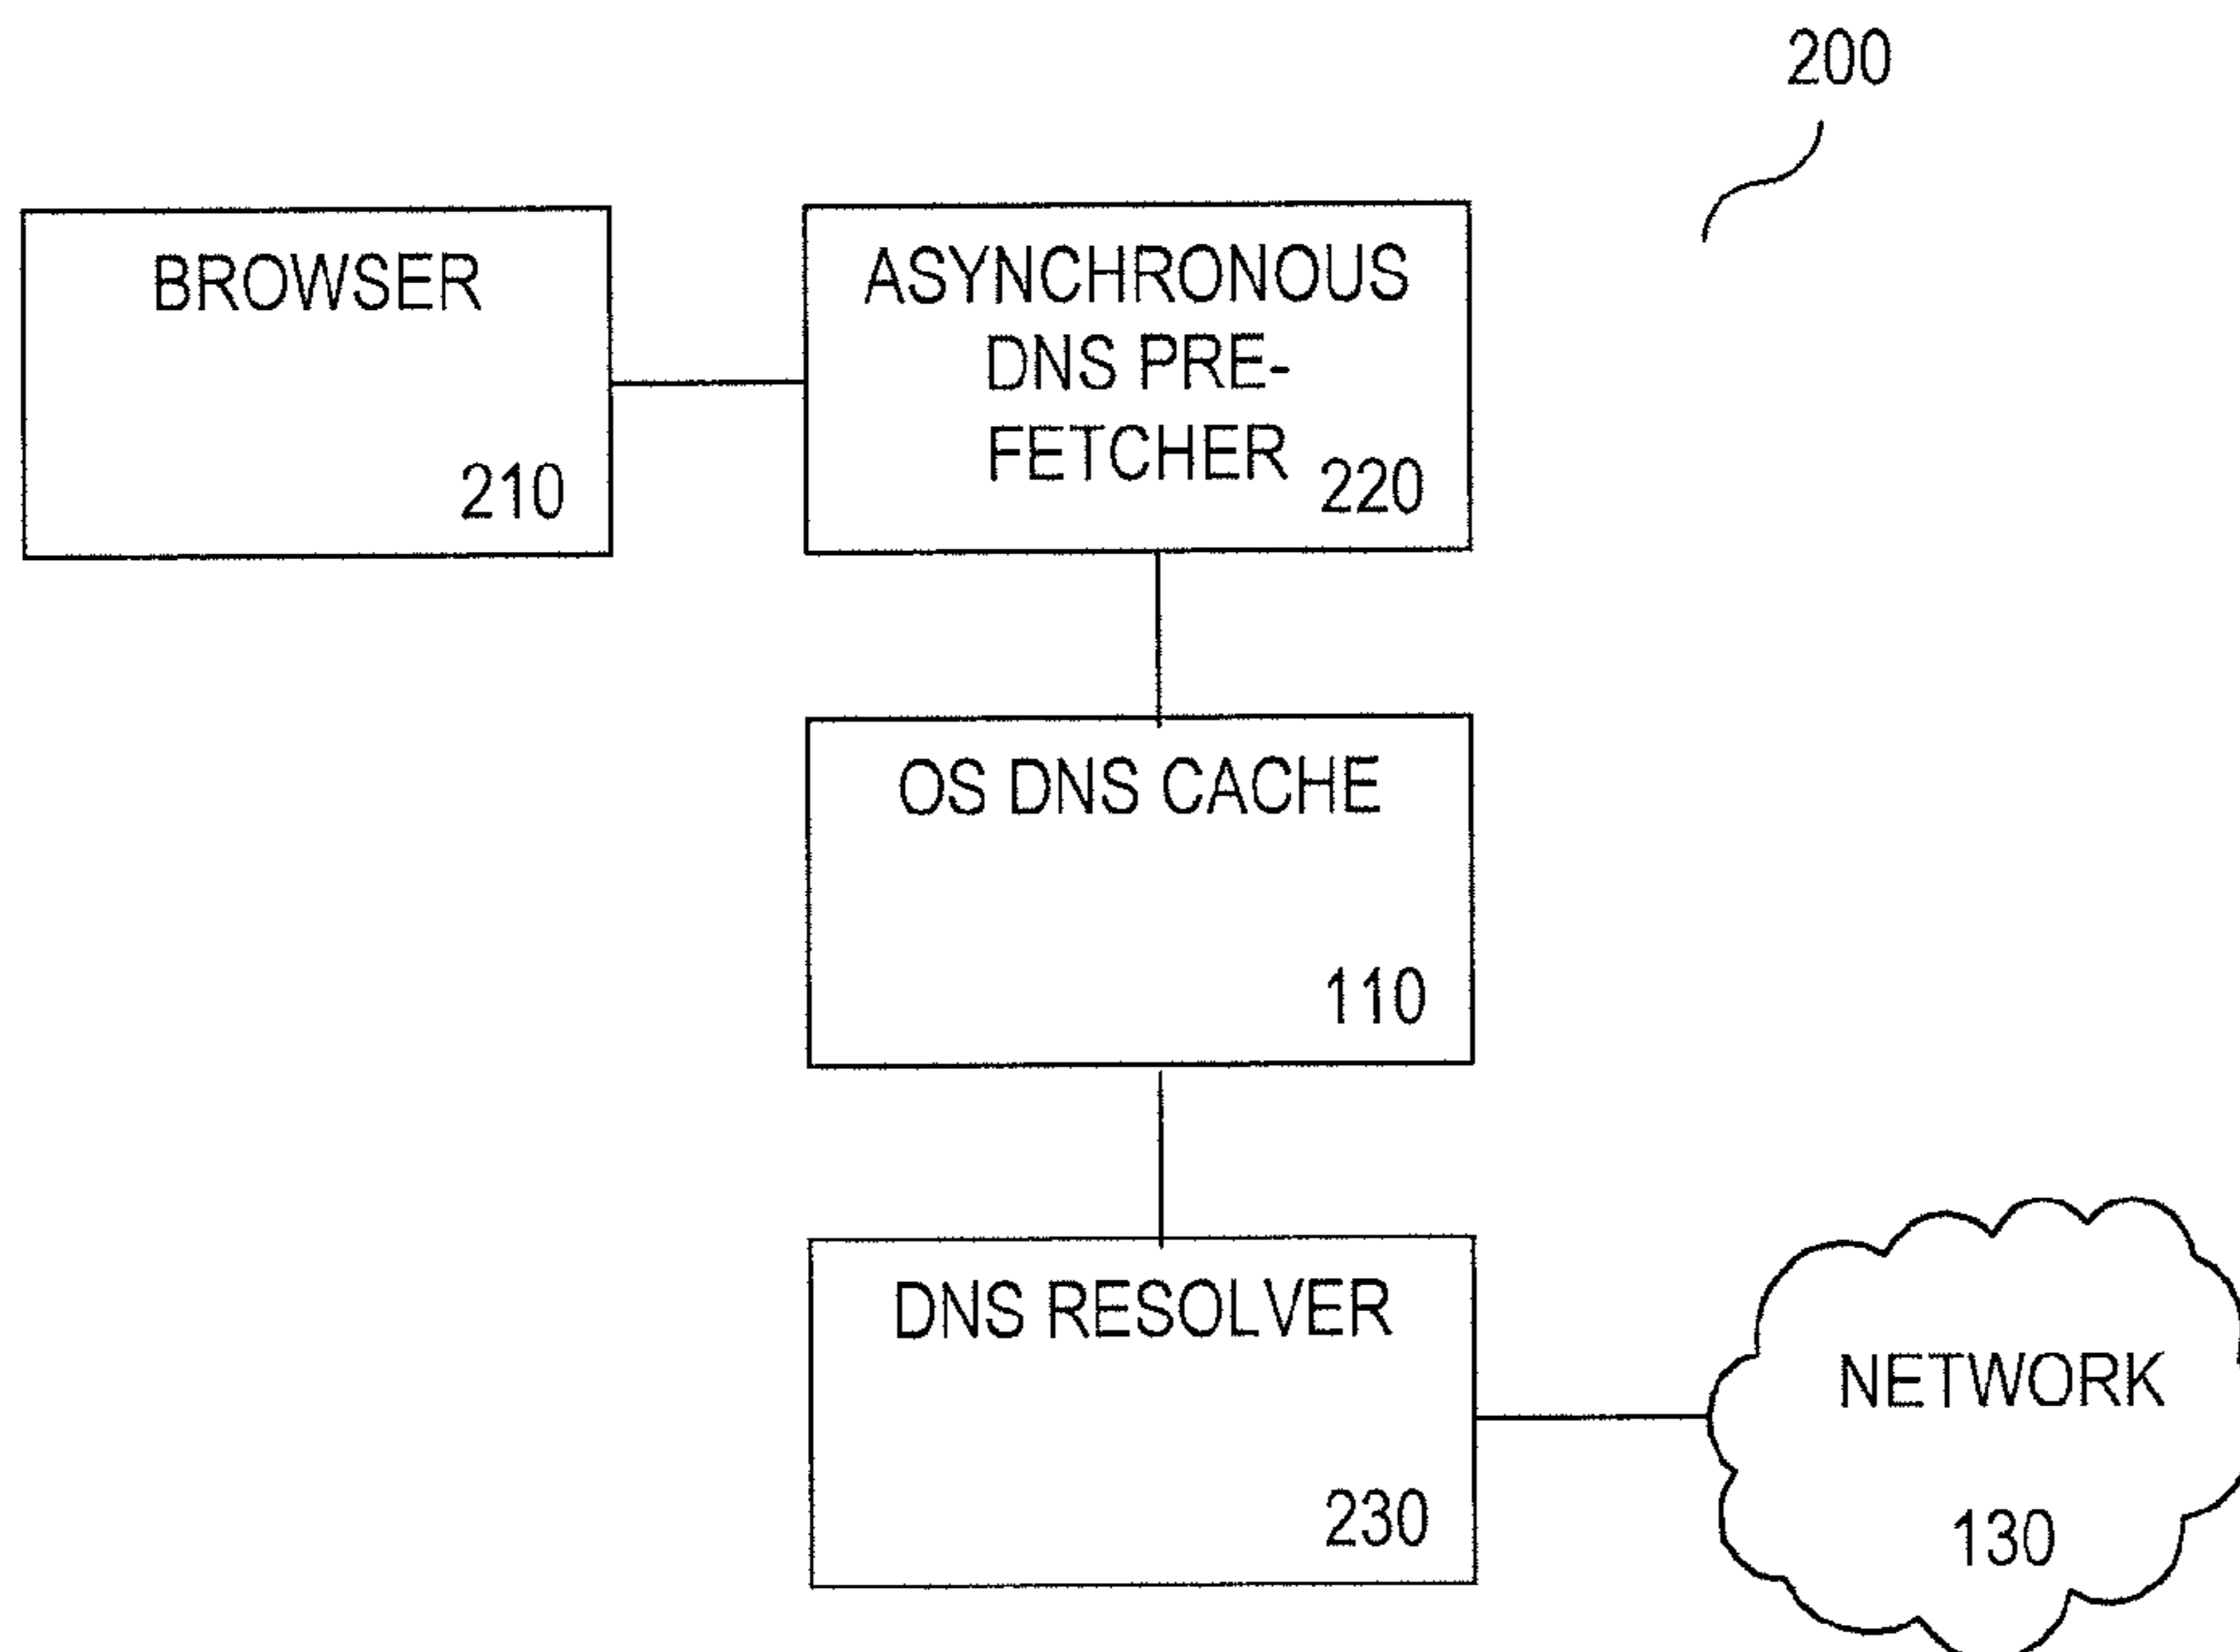 200
BROWSER
210
ASYNCHRONOUS
DNS PRE-
FETCHER
220
OS DNS CACHE
110
DNS RESOLVER
230
NETWORK
130